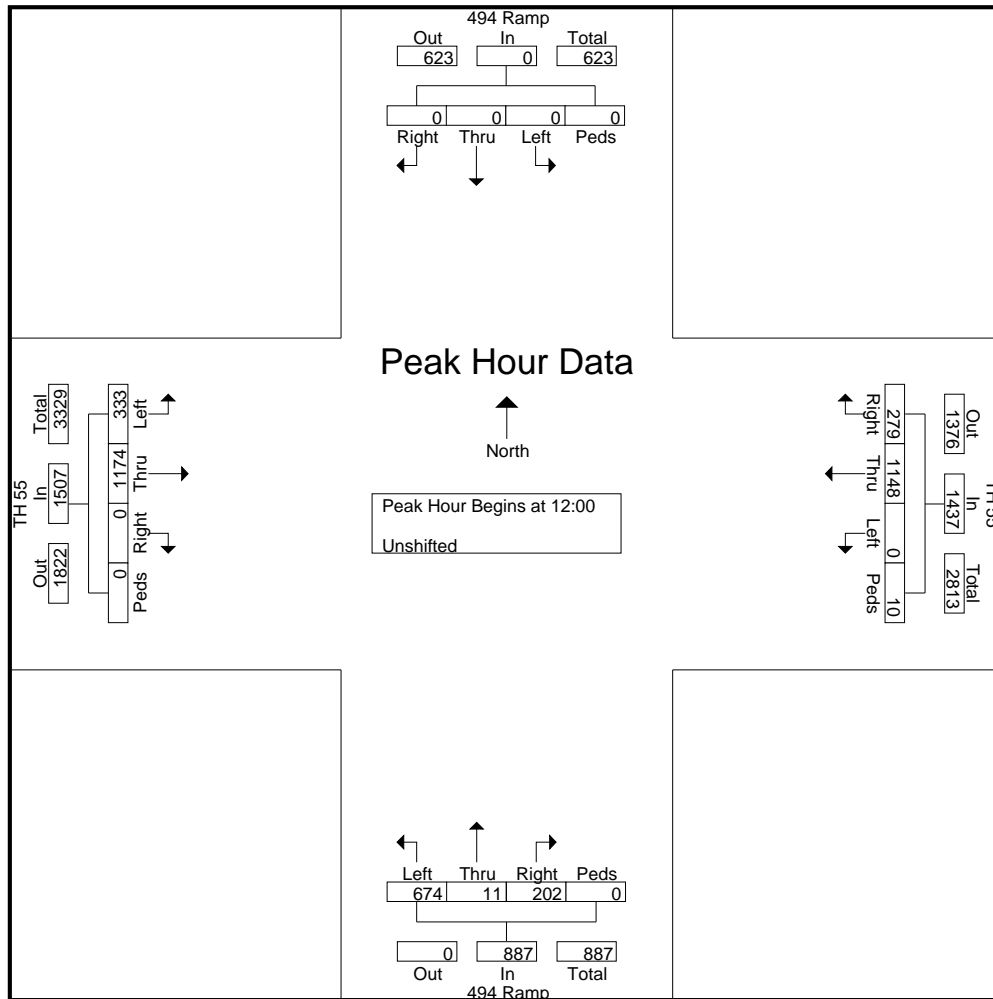 494 Ramp
Out In Total
623 0 623
0 0 0 0
Right Thru Left Peds
Peak Hour Data
North
Peak Hour Begins at 12:00
Unshifted
TH 55
Out In Total
1822 1507 3329
0 0 1174 333
Peds Right Thru Left
TH 55
Out In Total
1376 1437 2813
279 1148 0 10
Right Thru Left Peds
Left Thru Right Peds
674 11 202 0
0 887 887
Out In Total
494 Ramp